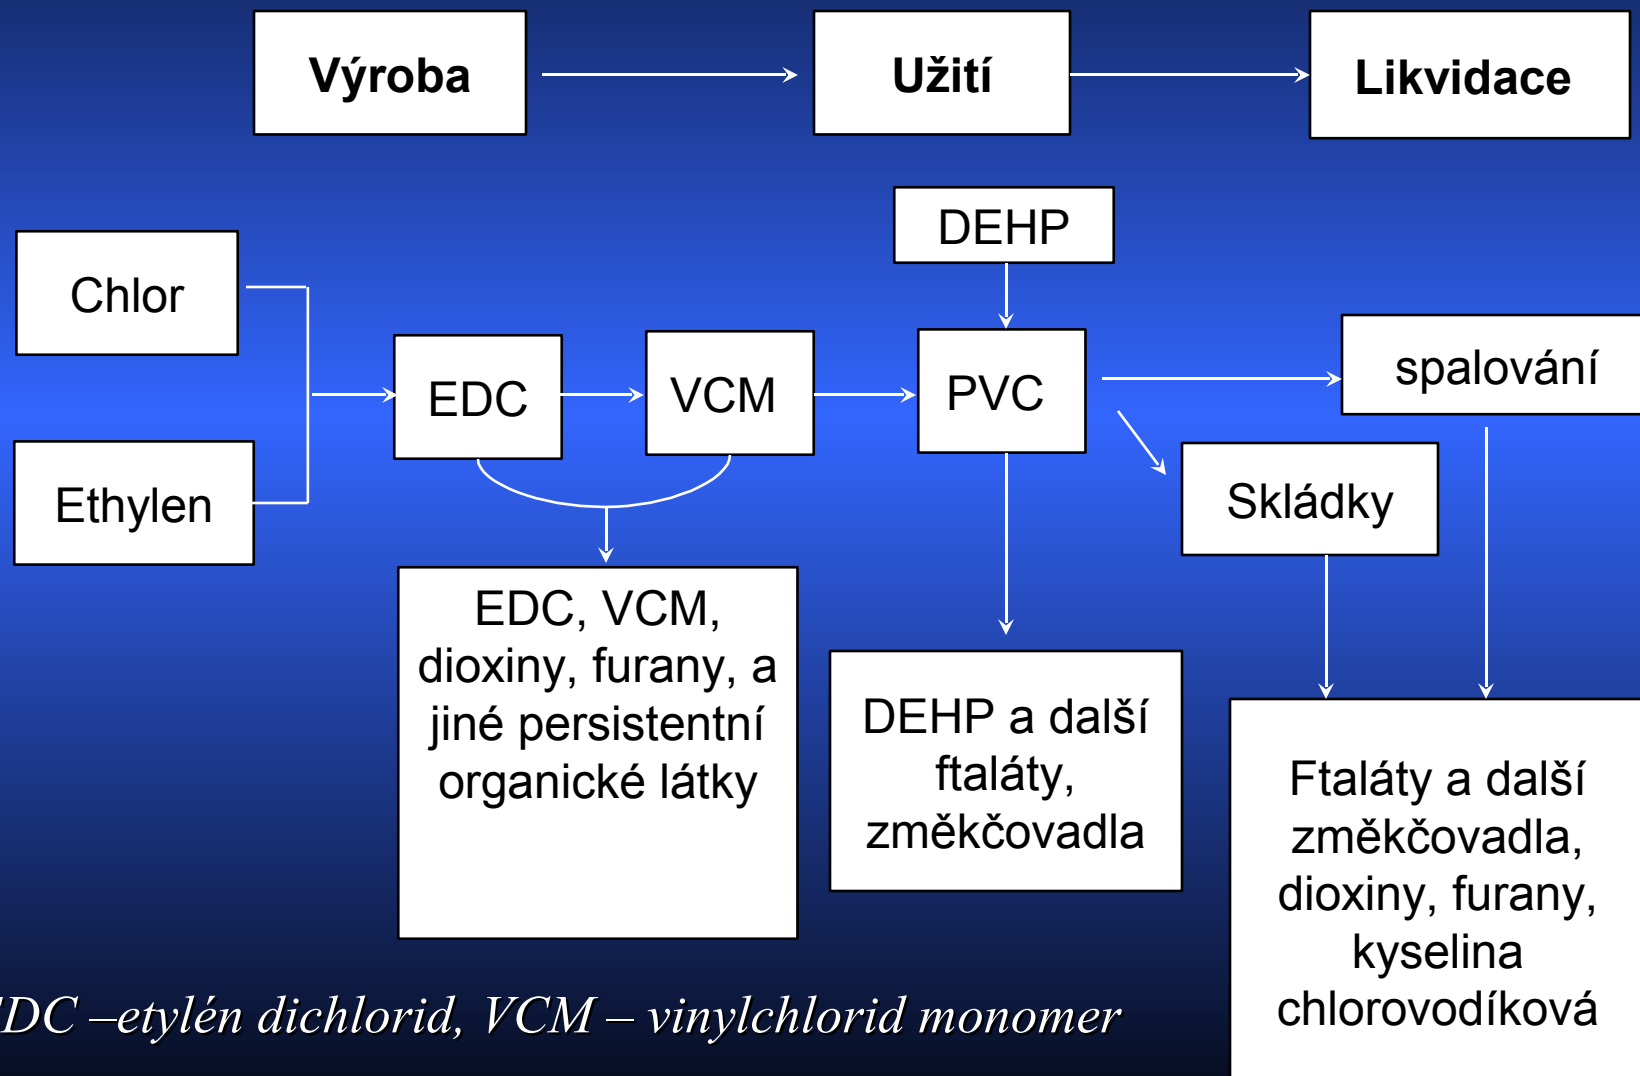 Výroba
Užití
Likvidace
DEHP
Chlor
EDC
VCM
PVC
spalování
Ethylen
Skládky
EDC, VCM,
dioxiny, furany, a
jiné persistentní
organické látky
DEHP a další
ftaláty,
změkčovadla
Ftaláty a další
změkčovadla,
dioxiny, furany,
kyselina
chlorovodíková
EDC –etylén dichlorid, VCM – vinylchlorid monomer